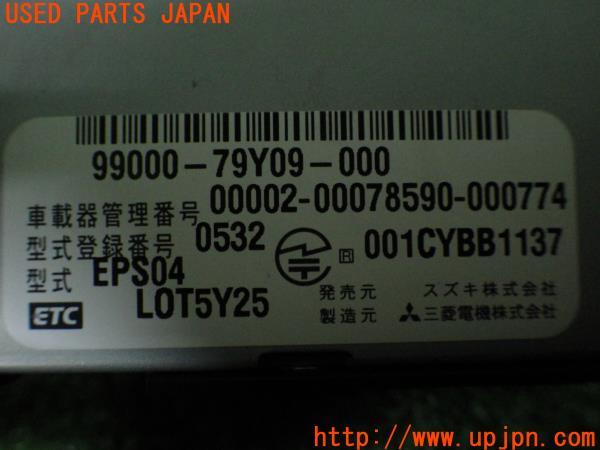 USED PARTS JAPAN
99000-79Y09-000
車載器管理番号 00002-00078590-000774
型式登録番号 0532 R 001CYBB1137
型式 EPS04
ETC LOT5Y25
発売元 スズキ株式会社
製造元 三菱電機株式会社
http://www.upjpn.com